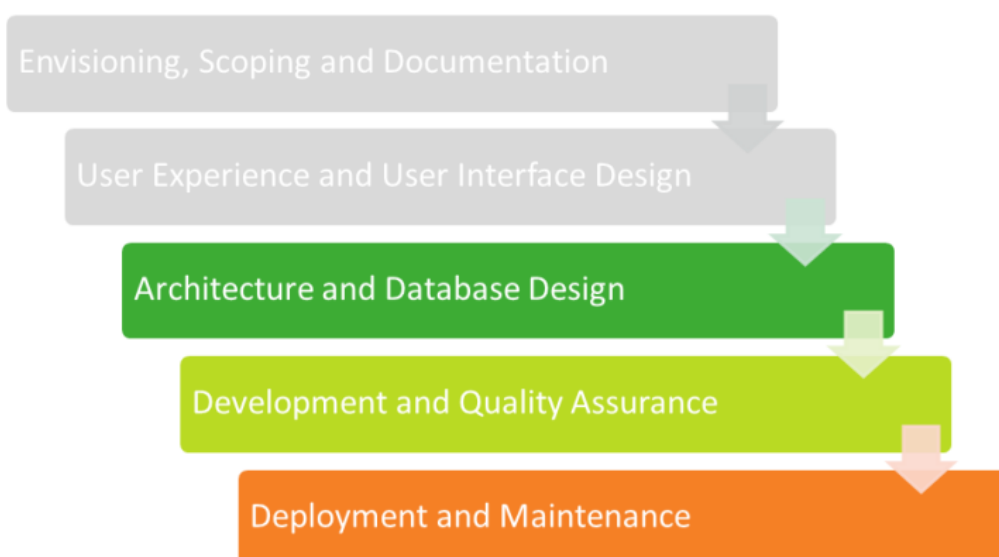 Envisioning, Scoping and Documentation
User Experience and User Interface Design
Architecture and Database Design
Development and Quality Assurance
Deployment and Maintenance